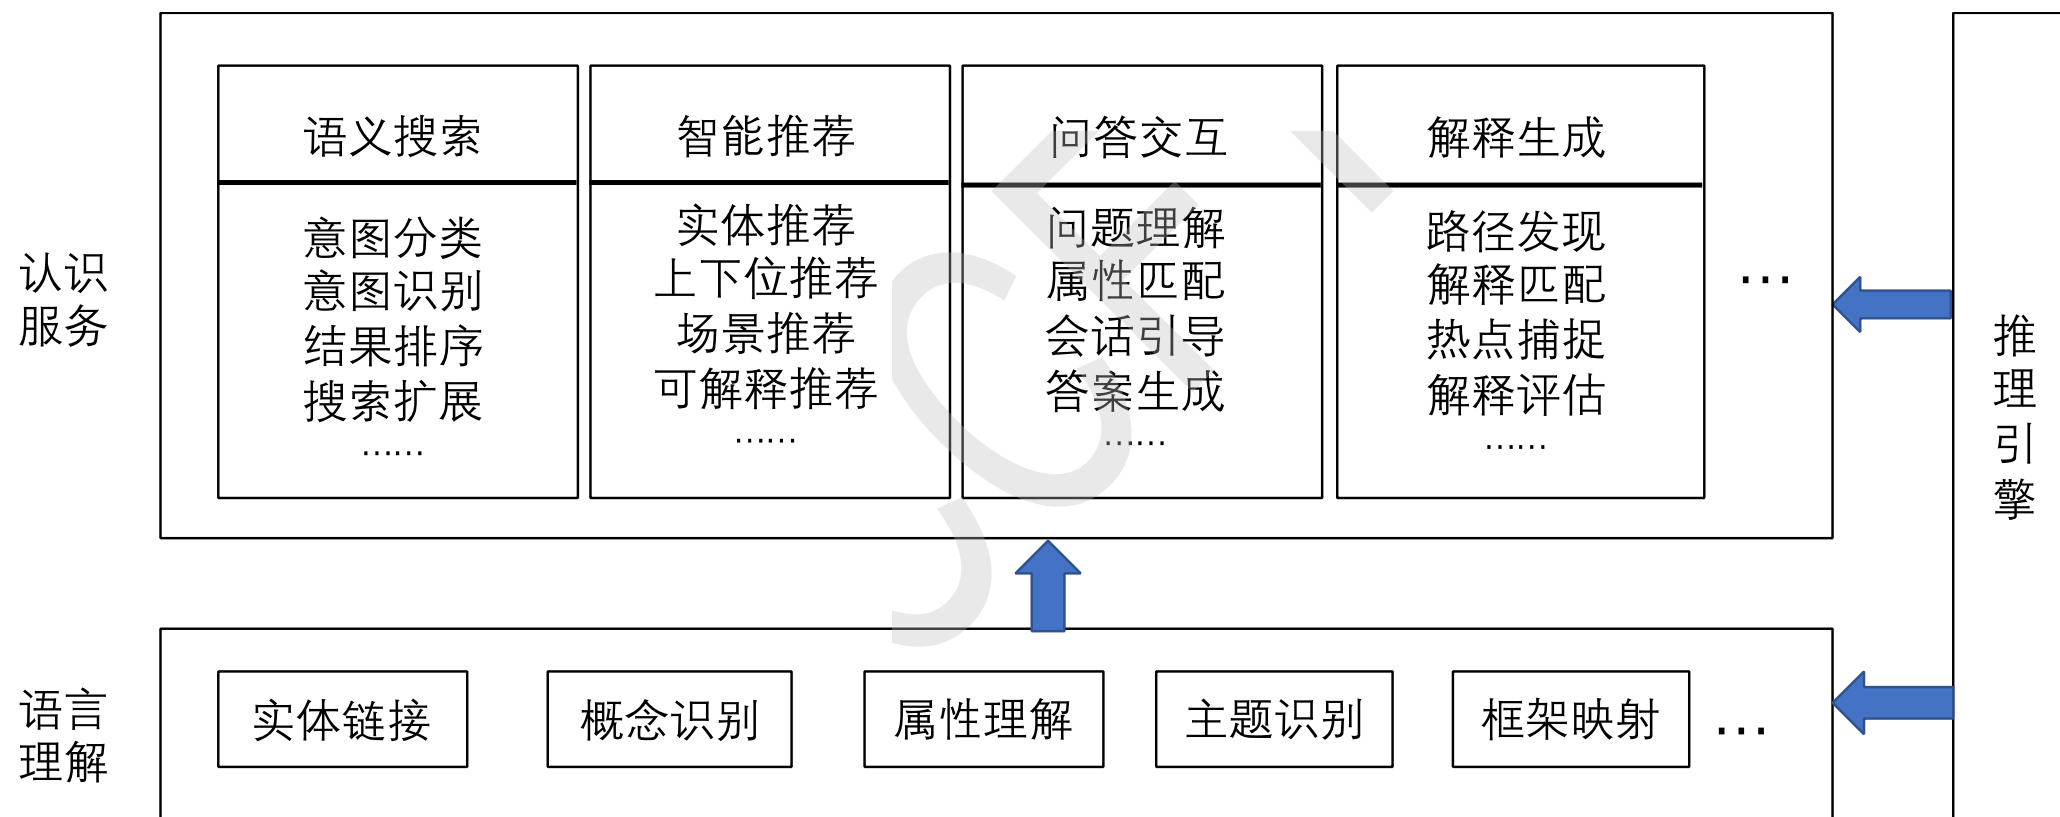 认识
服务
语义搜索
意图分类
意图识别
结果排序
搜索扩展
……
智能推荐
实体推荐
上下位推荐
场景推荐
可解释推荐
……
问答交互
问题理解
属性匹配
会话引导
答案生成
……
解释生成
路径发现
解释匹配
热点捕捉
解释评估
……
…
推
理
引
擎
语言
理解
实体链接
概念识别
属性理解
主题识别
框架映射
…